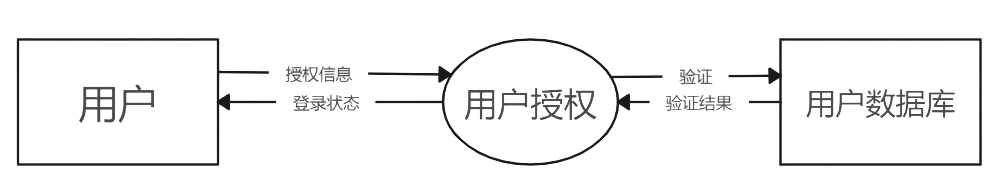 用户
授权信息
登录状态
用户授权
验证
验证结果
用户数据库